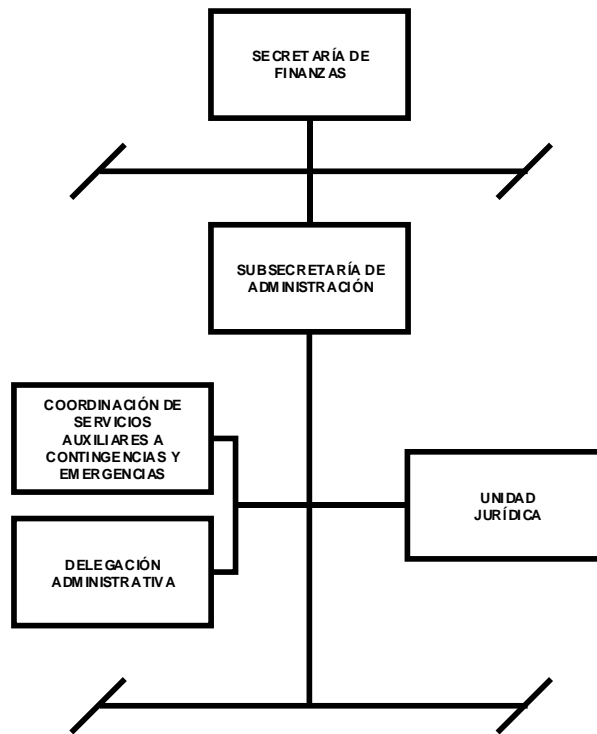 SECRETARÍA DE
FINANZAS
SUBSECRETARÍA DE
ADMINISTRACIÓN
COORDINACIÓN DE
SERVICIOS
AUXILIARES A
CONTINGENCIAS Y
EMERGENCIAS
UNIDAD
JURÍDICA
DELEGACIÓN
ADMINISTRATIVA